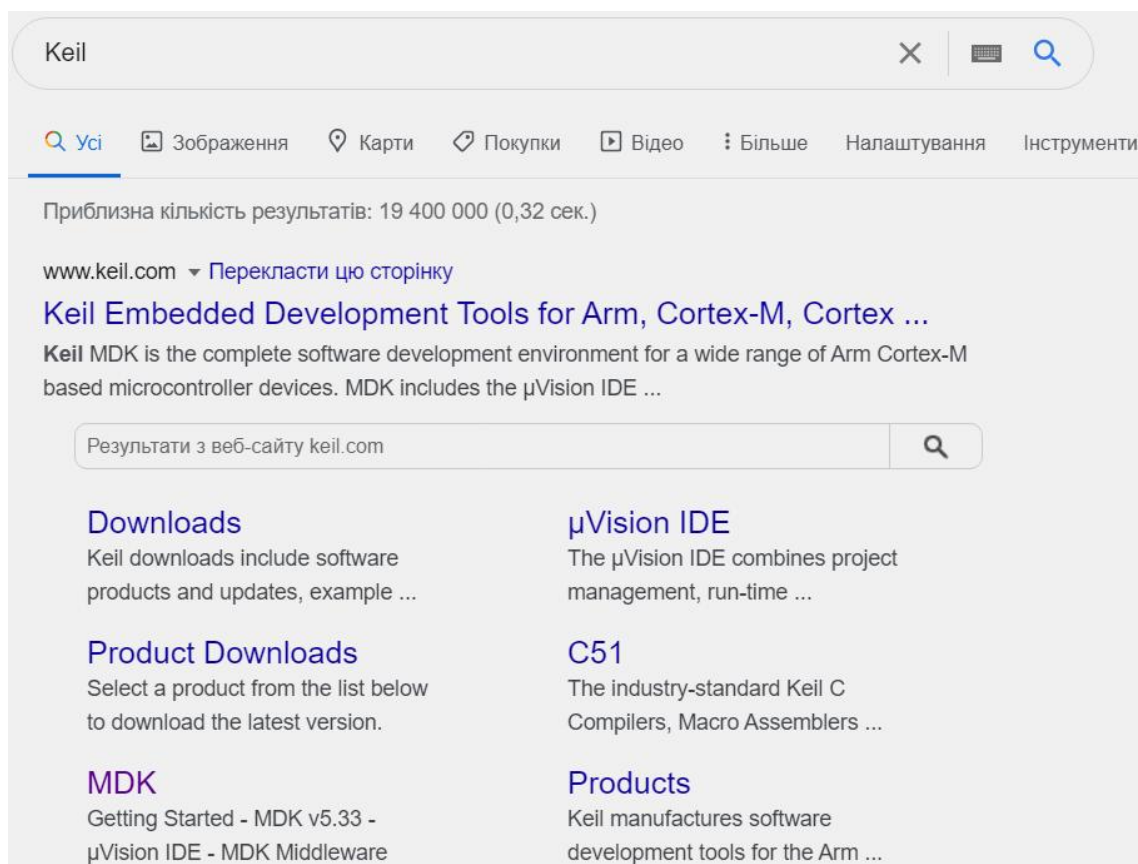 Keil
Усі Зображення Карти Покупки Відео Більше Налаштування Інструменти
Приблизна кількість результатів: 19 400 000 (0,32 сек.)
www.keil.com Перекласти цю сторінку
Keil Embedded Development Tools for Arm, Cortex-M, Cortex ...
Keil MDK is the complete software development environment for a wide range of Arm Cortex-M
based microcontroller devices. MDK includes the µVision IDE ...
Результати з веб-сайту keil.com
Downloads
Keil downloads include software
products and updates, example ...
µVision IDE
The µVision IDE combines project
management, run-time ...
Product Downloads
Select a product from the list below
to download the latest version.
C51
The industry-standard Keil C
Compilers, Macro Assemblers ...
MDK
Getting Started - MDK v5.33 -
µVision IDE - MDK Middleware
Products
Keil manufactures software
development tools for the Arm ...